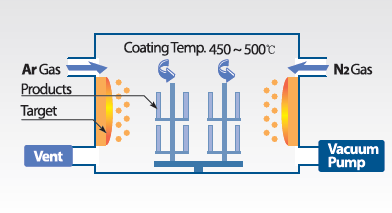 Coating Temp. 450 ~ 500℃
Ar Gas
N2 Gas
Products
Target
Vent
Vacuum
Pump